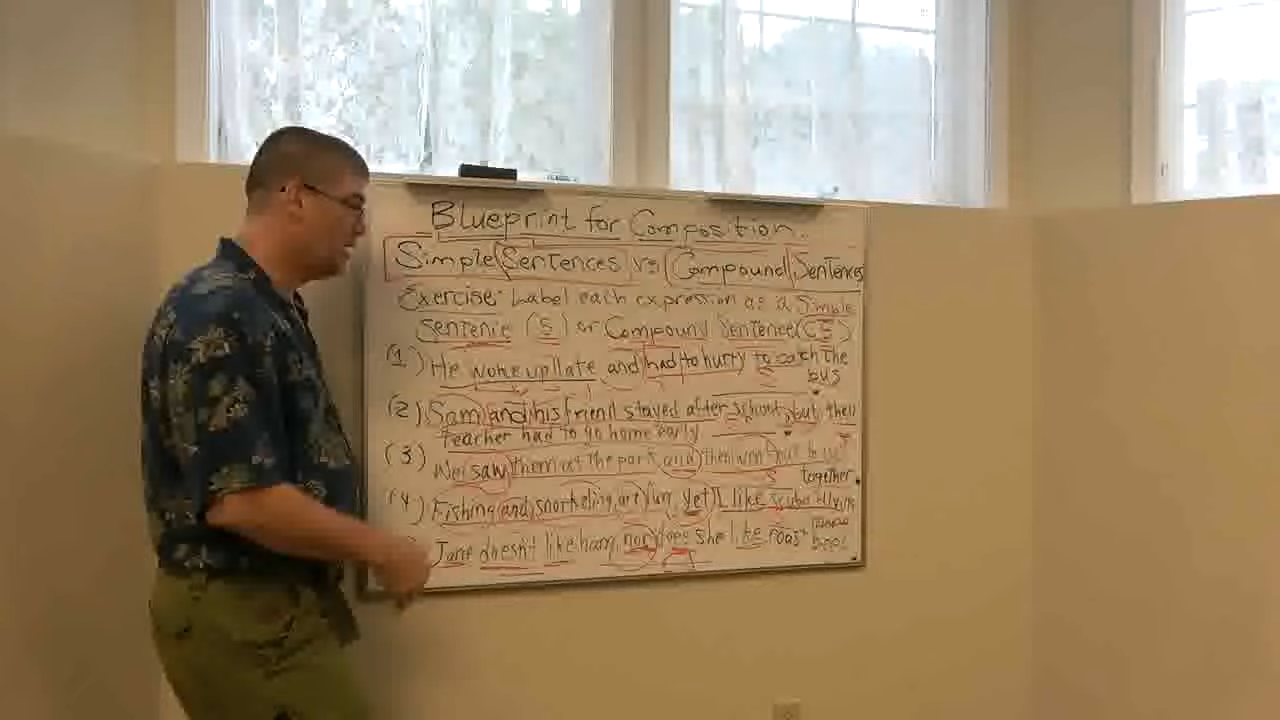 Blueprint for Composition.
Simple Sentences vs Compound Sentences
Exercise: Label each expression as a Simple
sentence (S) or Compound Sentence (CS)
(1.) He woke up late and had to hurry to catch the
bus
(2.) Sam and his friend stayed after school, but their
teacher had to go home early
(3.) We saw them at the park and then went
together.
(4.) Fishing and snorkeling are fun, yet I like scuba diving
Jane doesn't like ham, nor does she like roast
beef